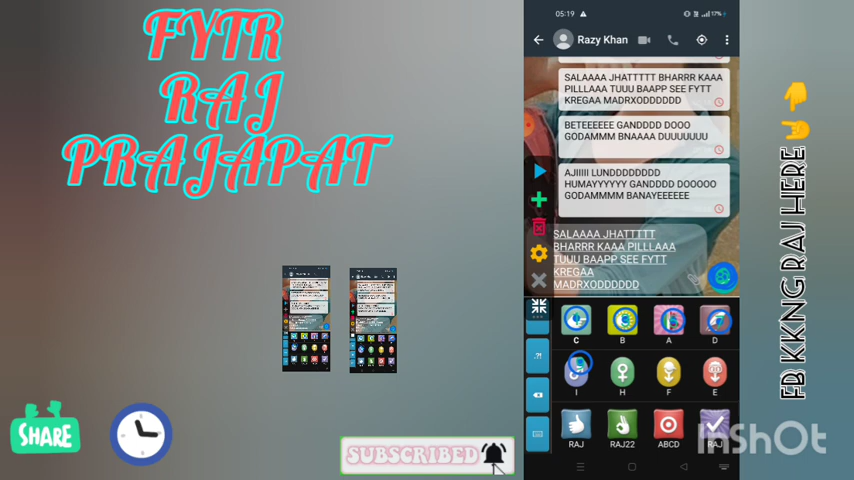 FYTR
RAJ
PRAJAPAT
SHARE
SUBSCRIBED
05:19
17%
Razy Khan
SALAAAA JHATTTTT BHARRR KAAA
PILLLAAA TUUU BAAPP SEE FYTT
KREGAA MADRXODDDDDD
BETEEEEEE GANDDDD DOOO
GODAMMM BNAAAA DUUUUUUU
AJIIIII LUNDDDDDDDD
HUMAYYYYYY GANDDDD DOOOOO
GODAMMMM BANAYEEEEEE
SALAAAA JHATTTTT
BHARRR KAAA PILLLAAA
TUUU BAAPP SEE FYTT
KREGAA
MADRXODDDDDD
C B A D
.?!
I H F E
RAJ RAJ22 ABCD RAJ
InShOt
FB KKNG RAJ HERE